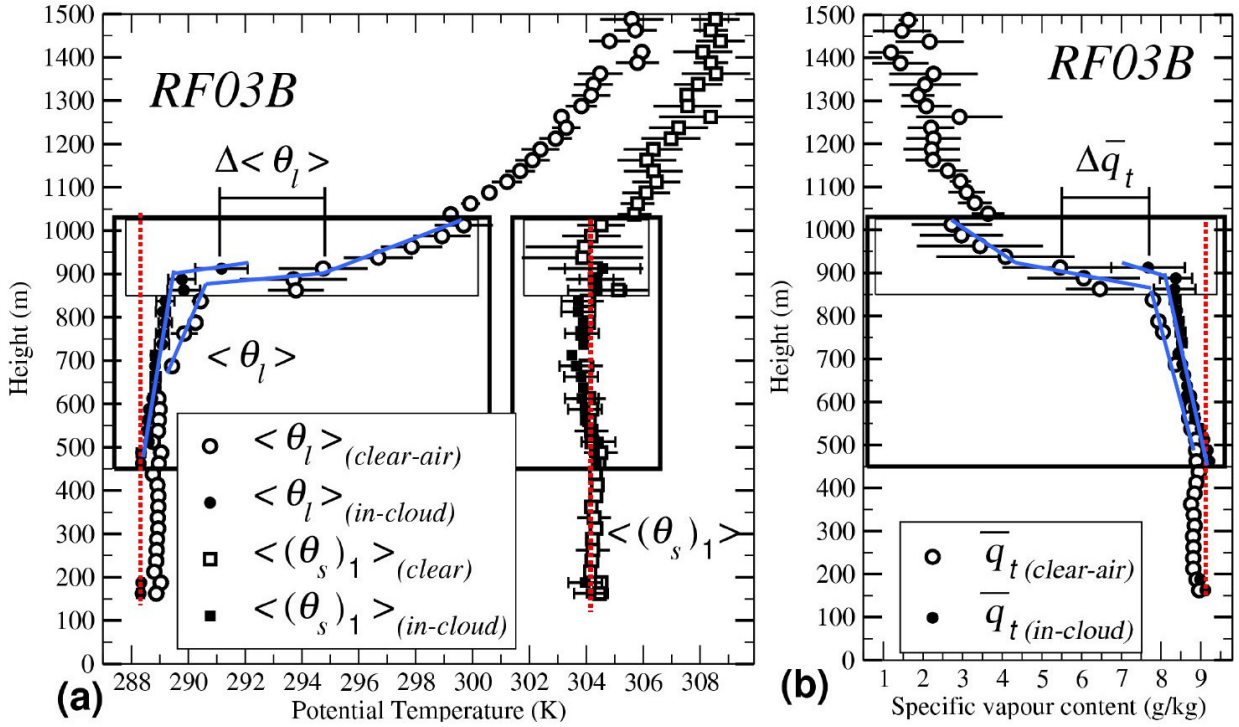 RF03B
Δ<θl>
<θl>
<θl>(clear-air)
<θl>(in-cloud)
<(θs)1>(clear)
<(θs)1>(in-cloud)
<(θs)1>
Height (m)
1500
1400
1300
1200
1100
1000
900
800
700
600
500
400
300
200
100
0
288 290 292 294 296 298 300 302 304 306 308
(a)
Potential Temperature (K)
RF03B
Δq̅t
q̅t (clear-air)
q̅t (in-cloud)
Height (m)
1500
1400
1300
1200
1100
1000
900
800
700
600
500
400
300
200
100
0
1 2 3 4 5 6 7 8 9
(b)
Specific vapour content (g/kg)